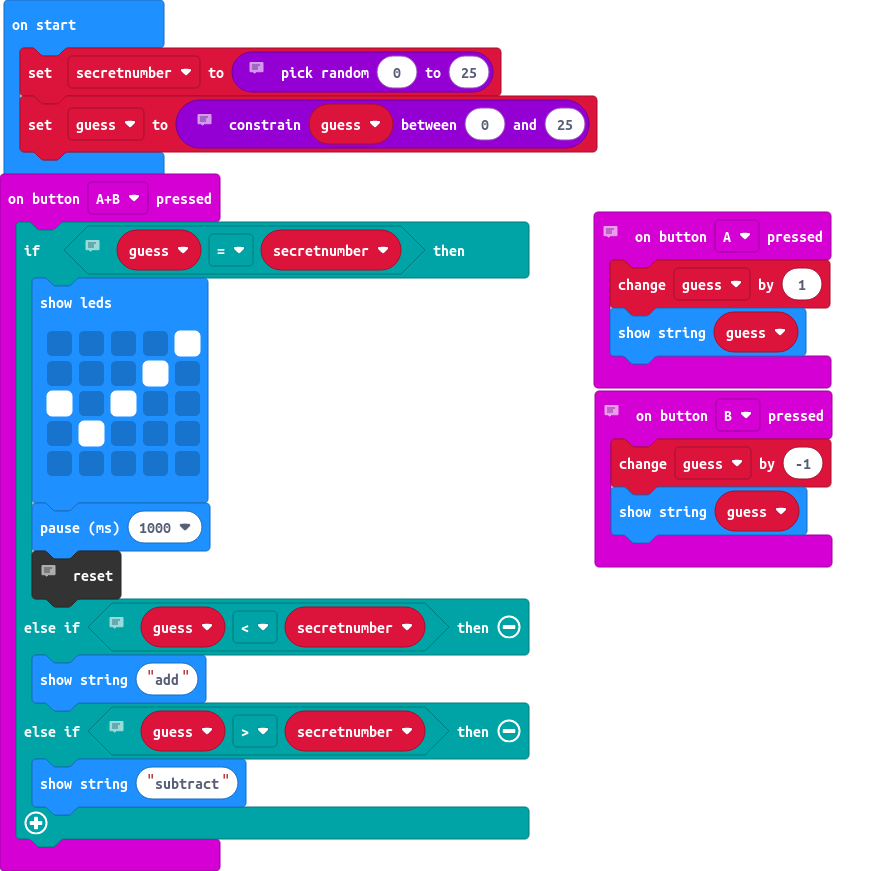 on start
set secretnumber to pick random 0 to 25
set guess to constrain guess between 0 and 25
on button A+B pressed
if guess = secretnumber then
show leds
pause (ms) 1000
reset
else if guess < secretnumber then
show string "add"
else if guess > secretnumber then
show string "subtract"
on button A pressed
change guess by 1
show string guess
on button B pressed
change guess by -1
show string guess